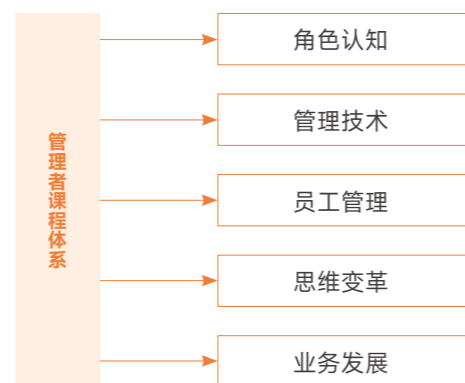 管理者课程体系
角色认知
管理技术
员工管理
思维变革
业务发展